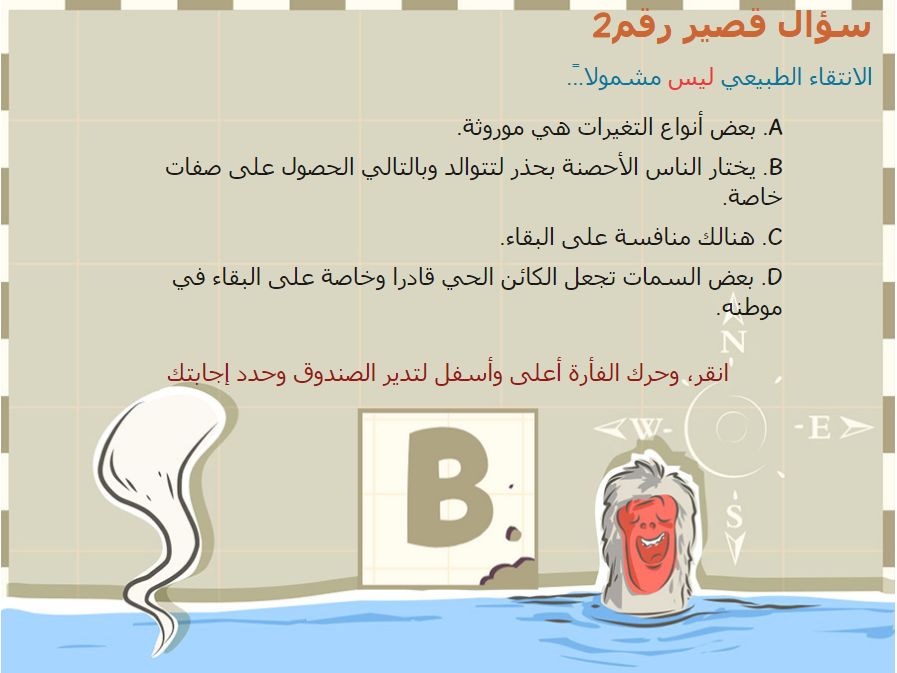 سؤال قصير رقم2
الانتقاء الطبيعي ليس مشمولا ً...
A. بعض أنواع التغيرات هي موروثة.
B. يختار الناس الأحصنة بحذر لتتوالد وبالتالي الحصول على صفات
خاصة.
C. هنالك منافسة على البقاء.
D. بعض السمات تجعل الكائن الحي قادرا وخاصة على البقاء في
موطنه.
انقر، وحرك الفأرة أعلى وأسفل لتدير الصندوق وحدد إجابتك
N
W
E
B
S